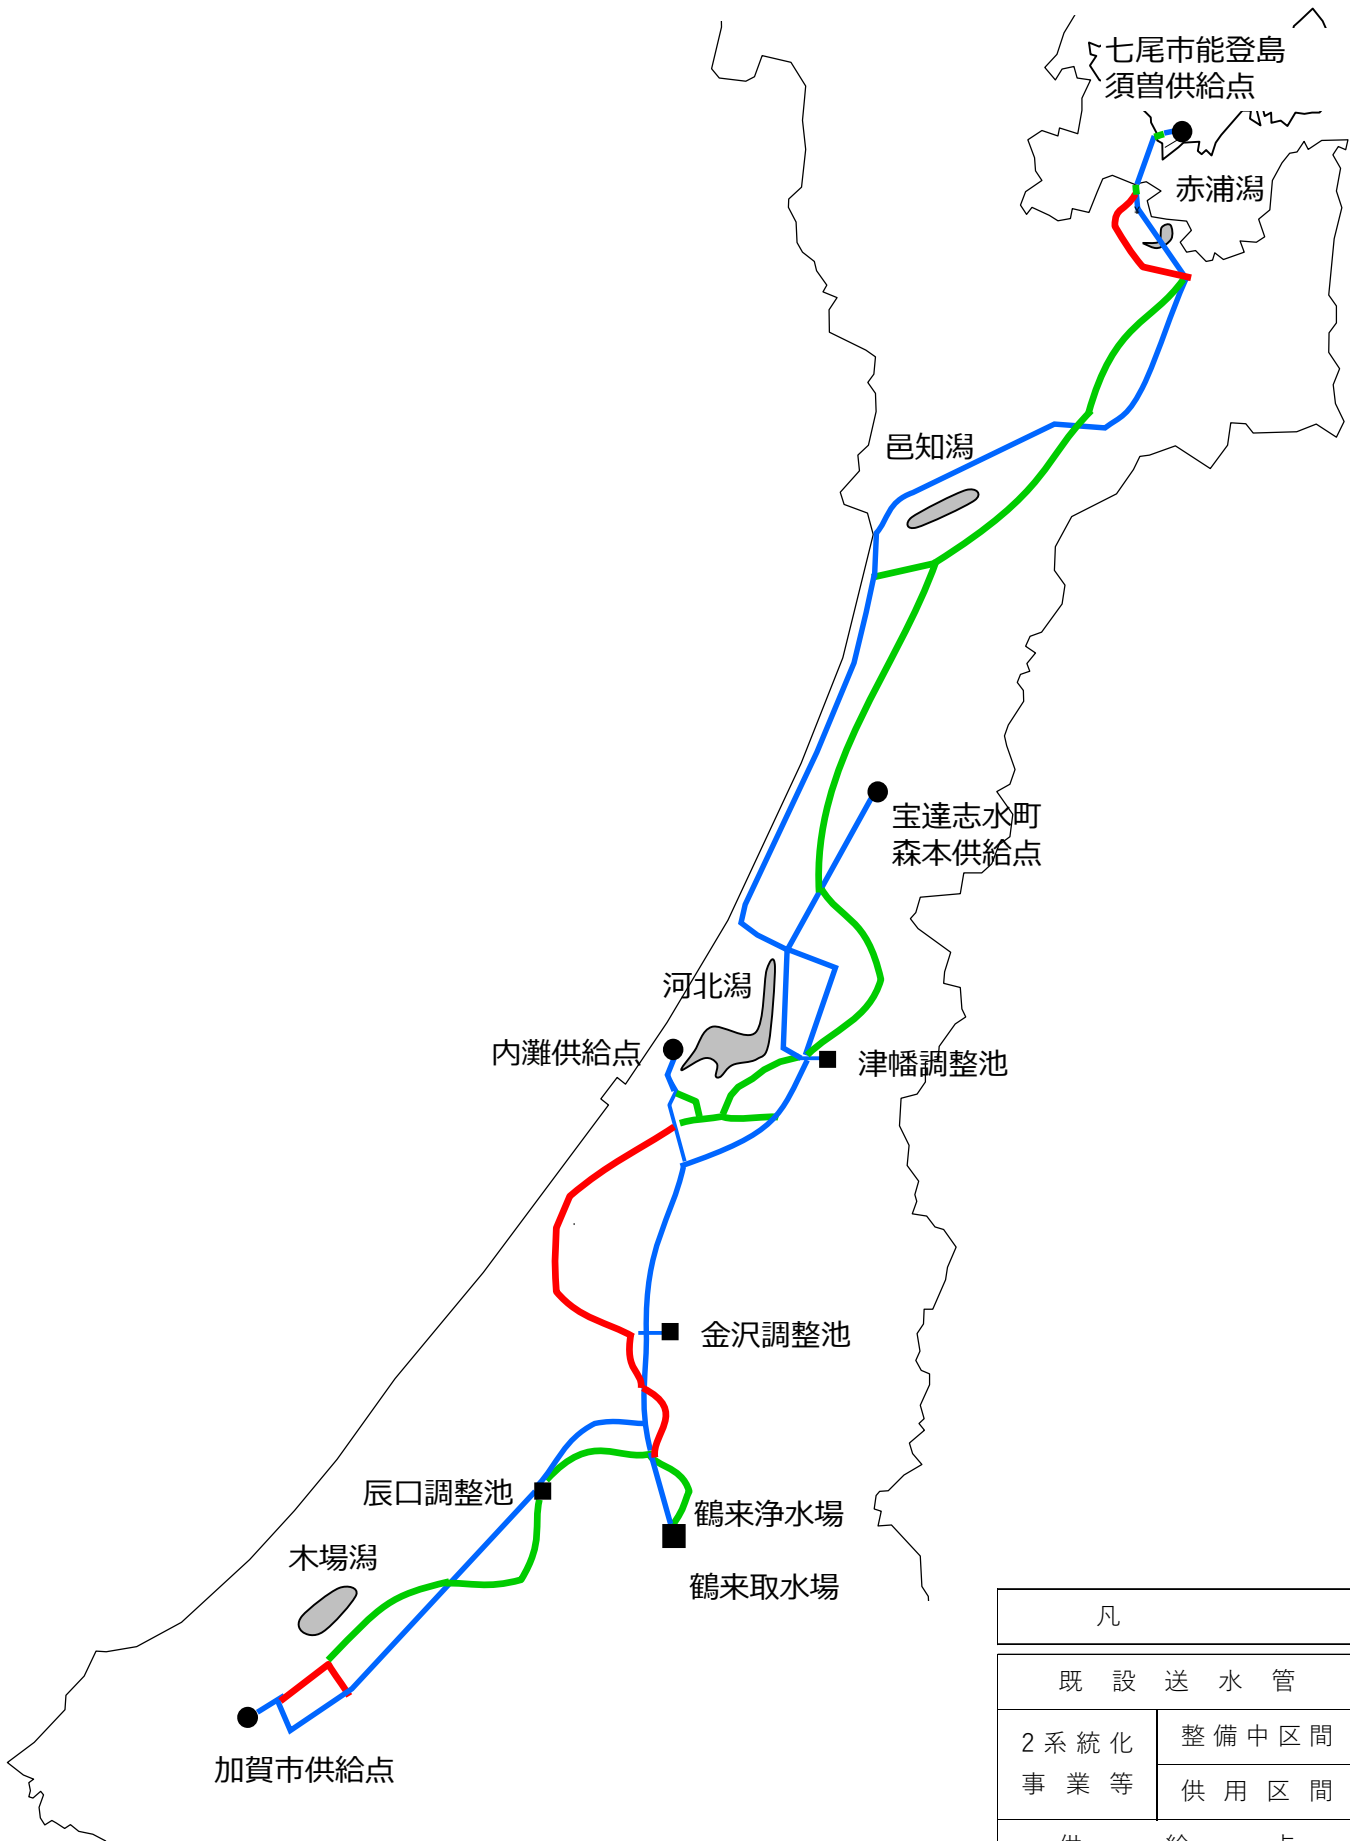 七尾市能登島
須曽供給点
赤浦潟
邑知潟
宝達志水町
森本供給点
河北潟
内灘供給点
津幡調整池
金沢調整池
辰口調整池
鶴来浄水場
木場潟
鶴来取水場
加賀市供給点
凡
既設送水管
2系統化
事業等
整備中区間
供用区間
供給点